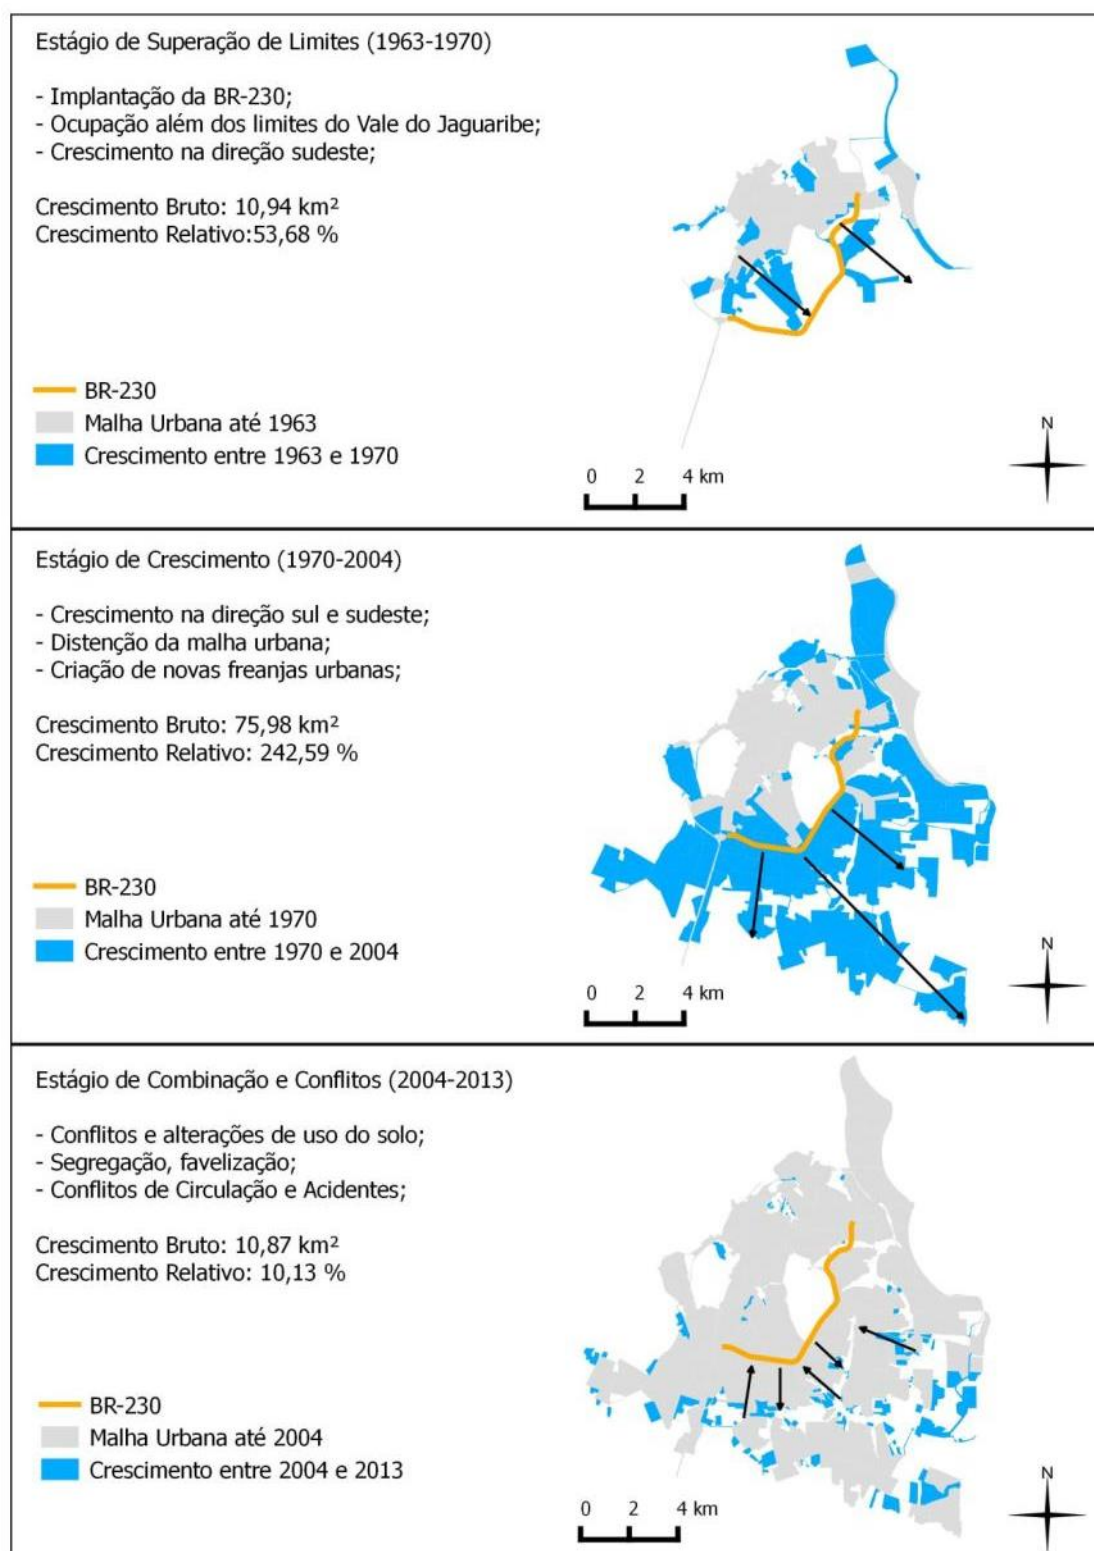 Estágio de Superação de Limites (1963-1970)
- Implantação da BR-230;
- Ocupação além dos limites do Vale do Jaguaribe;
- Crescimento na direção sudeste;
Crescimento Bruto: 10,94 km²
Crescimento Relativo:53,68 %
BR-230
Malha Urbana até 1963
Crescimento entre 1963 e 1970
0 2 4 km
N
Estágio de Crescimento (1970-2004)
- Crescimento na direção sul e sudeste;
- Distenção da malha urbana;
- Criação de novas freanjas urbanas;
Crescimento Bruto: 75,98 km²
Crescimento Relativo: 242,59 %
BR-230
Malha Urbana até 1970
Crescimento entre 1970 e 2004
0 2 4 km
N
Estágio de Combinação e Conflitos (2004-2013)
- Conflitos e alterações de uso do solo;
- Segregação, favelização;
- Conflitos de Circulação e Acidentes;
Crescimento Bruto: 10,87 km²
Crescimento Relativo: 10,13 %
BR-230
Malha Urbana até 2004
Crescimento entre 2004 e 2013
0 2 4 km
N